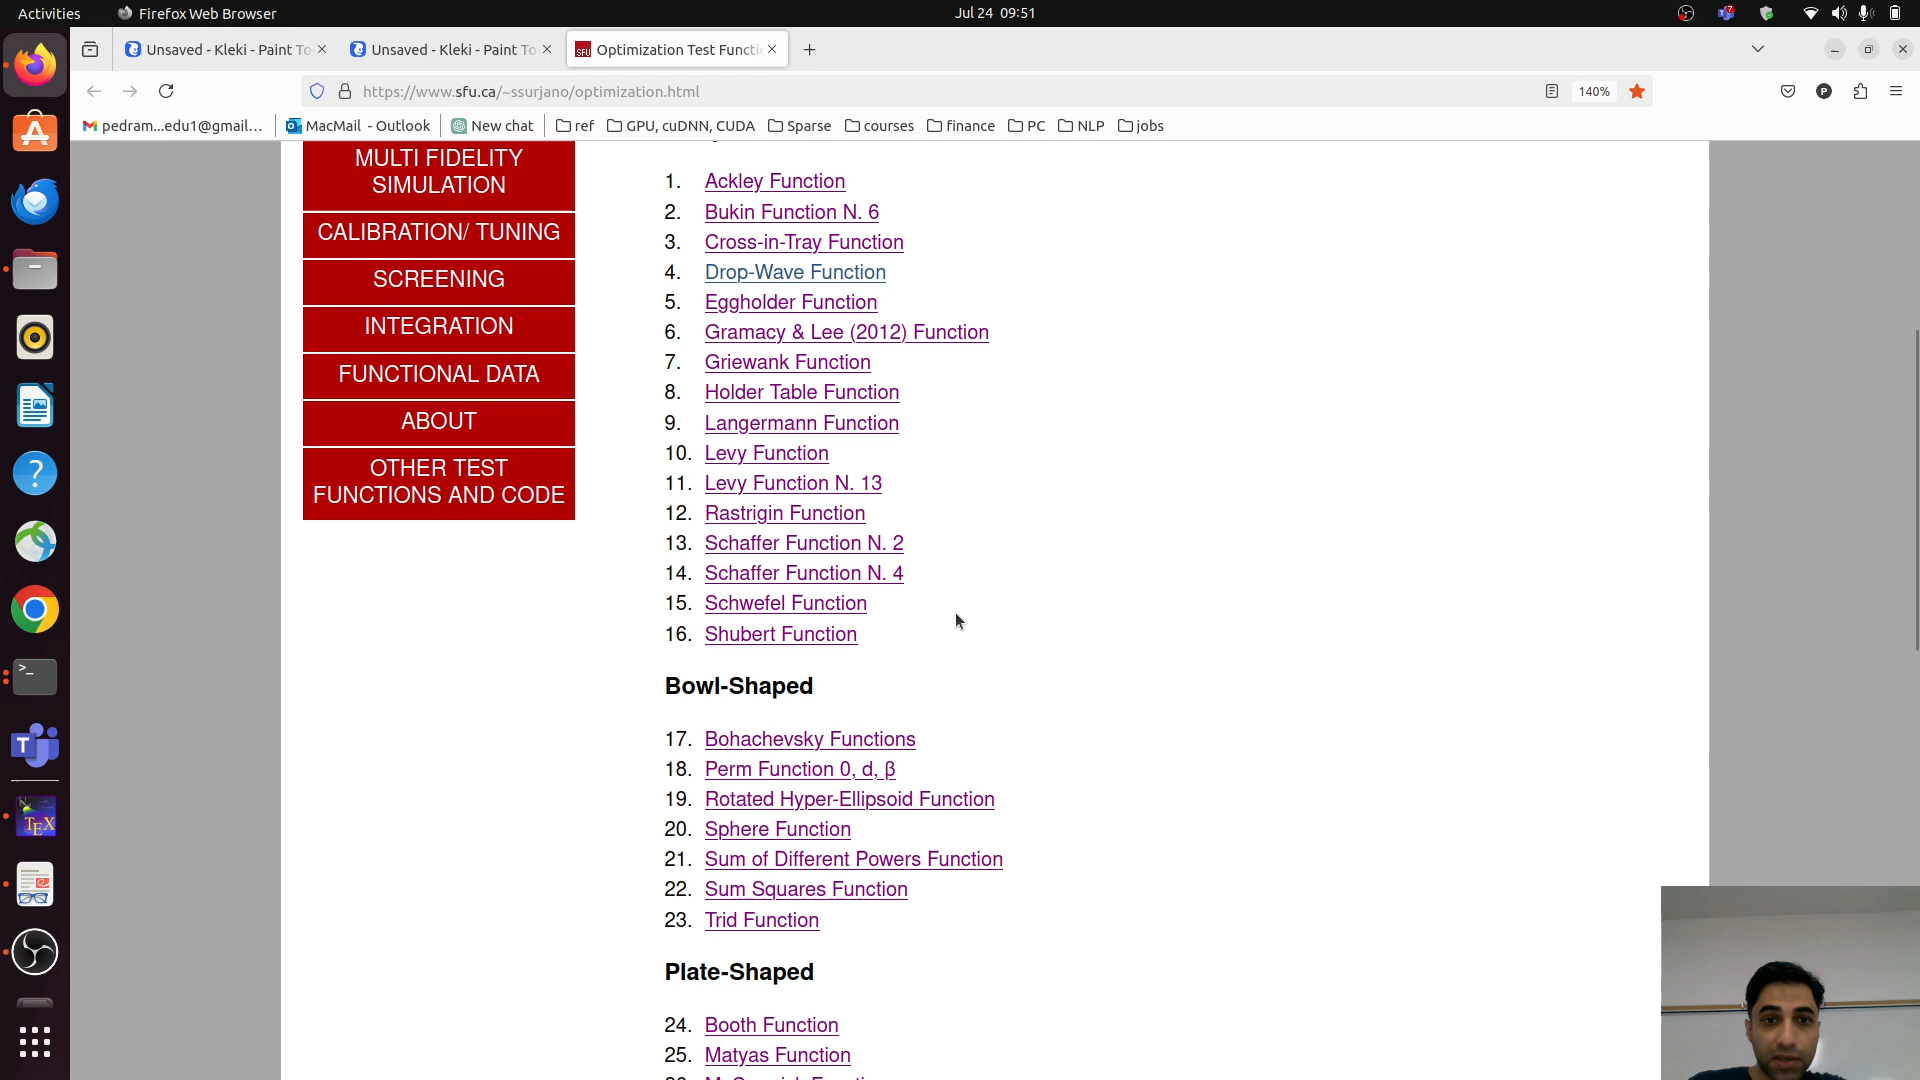 Activities
Firefox Web Browser
Jul 24 09:51
Unsaved - Kleki - Paint To
Unsaved - Kleki - Paint To
SFU
Optimization Test Functi
https://www.sfu.ca/~ssurjano/optimization.html
140%
P
pedram...edu1@gmail...
MacMail - Outlook
New chat
ref
GPU, cuDNN, CUDA
Sparse
courses
finance
PC
NLP
jobs
MULTI FIDELITY
SIMULATION
CALIBRATION/ TUNING
SCREENING
INTEGRATION
FUNCTIONAL DATA
ABOUT
OTHER TEST
FUNCTIONS AND CODE
1. Ackley Function
2. Bukin Function N. 6
3. Cross-in-Tray Function
4. Drop-Wave Function
5. Eggholder Function
6. Gramacy & Lee (2012) Function
7. Griewank Function
8. Holder Table Function
9. Langermann Function
10. Levy Function
11. Levy Function N. 13
12. Rastrigin Function
13. Schaffer Function N. 2
14. Schaffer Function N. 4
15. Schwefel Function
16. Shubert Function
Bowl-Shaped
17. Bohachevsky Functions
18. Perm Function 0, d, β
19. Rotated Hyper-Ellipsoid Function
20. Sphere Function
21. Sum of Different Powers Function
22. Sum Squares Function
23. Trid Function
Plate-Shaped
24. Booth Function
25. Matyas Function